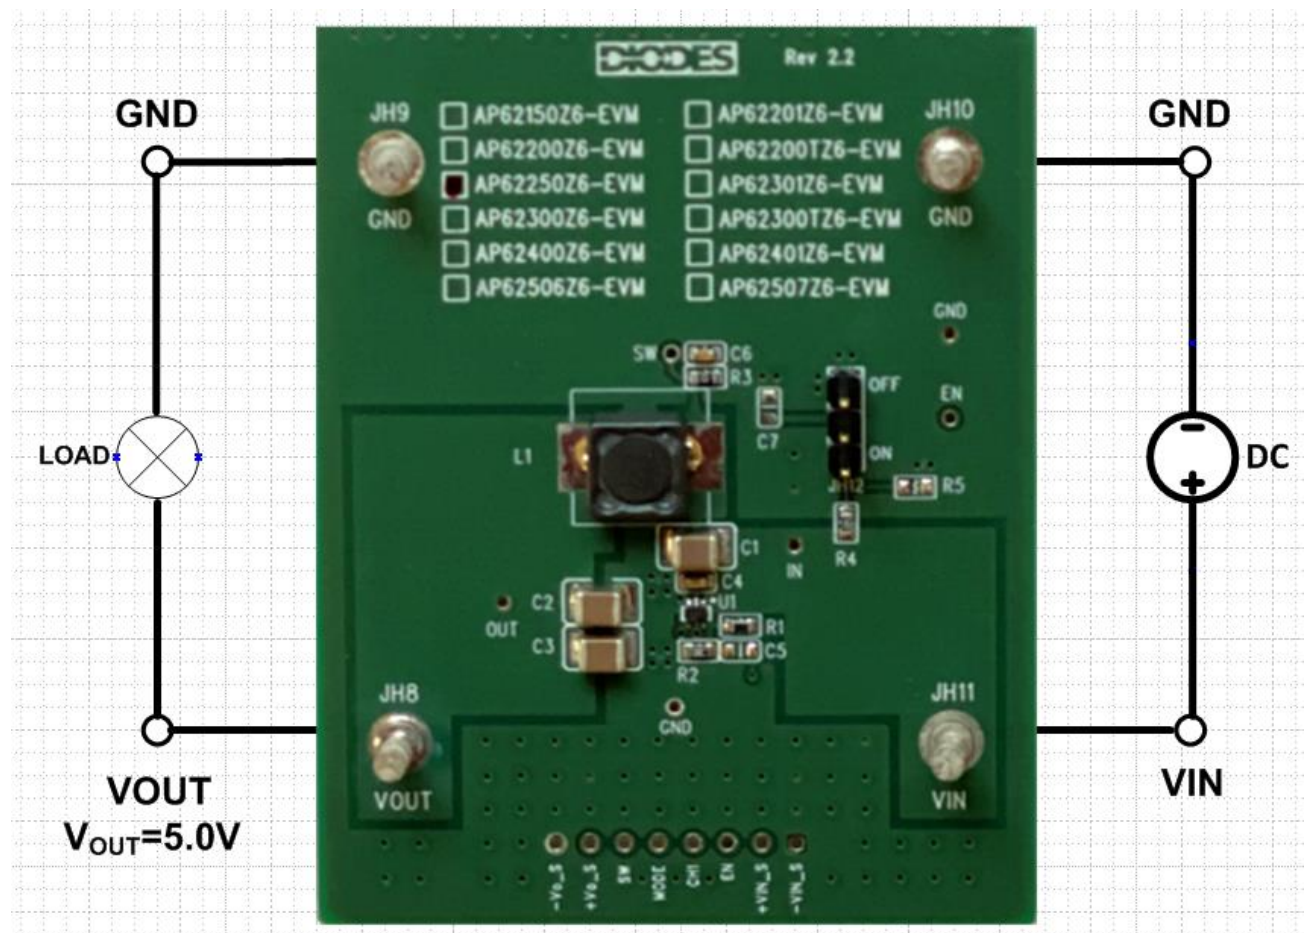 DIODES Rev 2.2
GND
GND
JH9
JH10
AP62150Z6-EVM
AP62201Z6-EVM
AP62200Z6-EVM
AP62200TZ6-EVM
AP62250Z6-EVM
AP62301Z6-EVM
AP62300Z6-EVM
AP62300TZ6-EVM
AP62400Z6-EVM
AP62401Z6-EVM
AP62506Z6-EVM
AP62507Z6-EVM
GND
GND
GND
SW
C6
R3
OFF
EN
C7
LOAD
L1
ON
DC
JH12
R5
C1
IN
R4
C4
C2
U1
OUT
R1
C3
C5
R2
JH8
JH11
GND
VOUT
VIN
VOUT
VOUT=5.0V
VIN
-Vo_S
+Vo_S
SW
MODE
CH1
EN
+VIN_S
-VIN_S